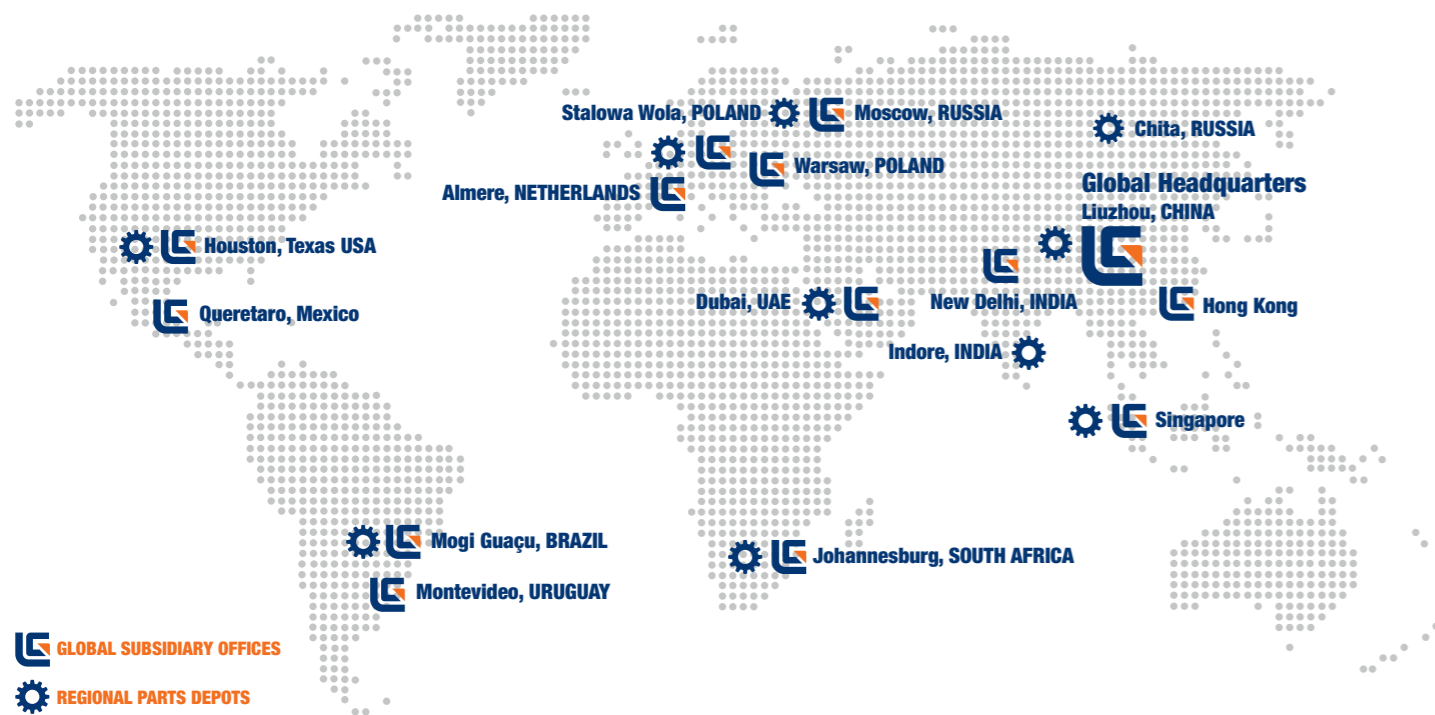 Stalowa Wola, POLAND
Moscow, RUSSIA
Chita, RUSSIA
Warsaw, POLAND
Almere, NETHERLANDS
Global Headquarters
Liuzhou, CHINA
Houston, Texas USA
Queretaro, Mexico
Dubai, UAE
New Delhi, INDIA
Hong Kong
Indore, INDIA
Singapore
Mogi Guaçu, BRAZIL
Johannesburg, SOUTH AFRICA
Montevideo, URUGUAY
GLOBAL SUBSIDIARY OFFICES
REGIONAL PARTS DEPOTS